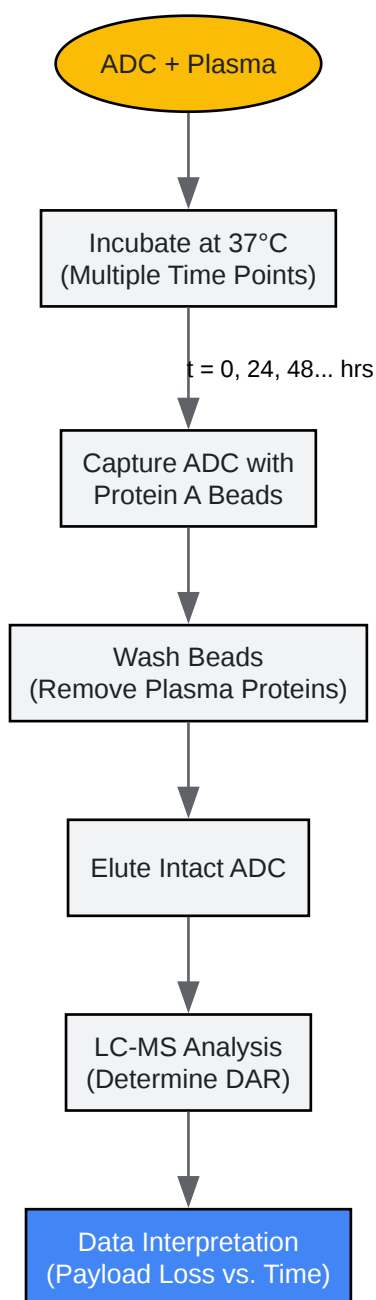 ADC + Plasma
Incubate at 37°C
(Multiple Time Points)
t = 0, 24, 48... hrs
Capture ADC with
Protein A Beads
Wash Beads
(Remove Plasma Proteins)
Elute Intact ADC
LC-MS Analysis
(Determine DAR)
Data Interpretation
(Payload Loss vs. Time)